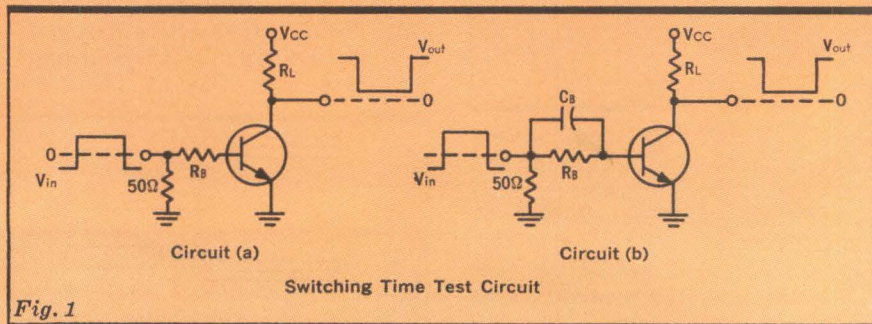 VCC
RL
Vout
0
0
Vin
50Ω
RB
Circuit (a)
VCC
RL
Vout
0
CB
0
Vin
50Ω
RB
Circuit (b)
Switching Time Test Circuit
Fig. 1